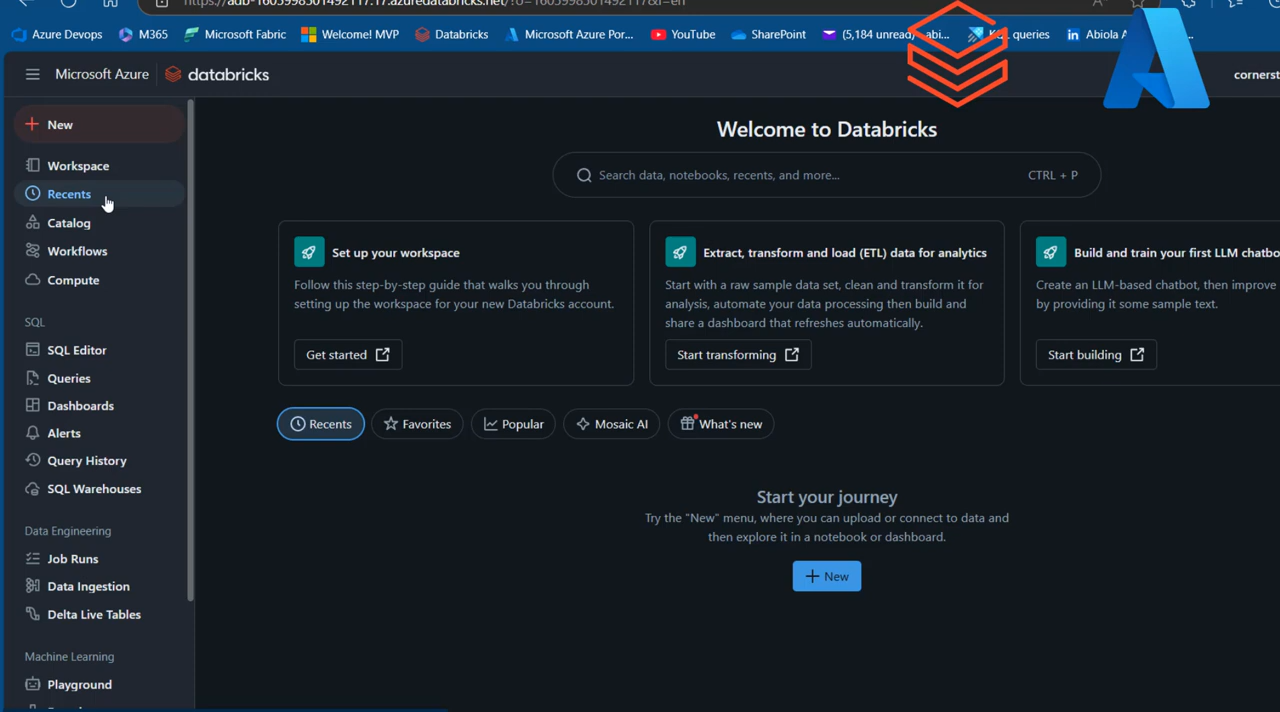 Azure Devops M365 Microsoft Fabric Welcome! MVP Databricks Microsoft Azure Por... YouTube SharePoint (5,184 unread) queries Abiola
Microsoft Azure databricks
cornerst
New
Workspace
Recents
Catalog
Workflows
Compute
SQL
SQL Editor
Queries
Dashboards
Alerts
Query History
SQL Warehouses
Data Engineering
Job Runs
Data Ingestion
Delta Live Tables
Machine Learning
Playground
Welcome to Databricks
Search data, notebooks, recents, and more... CTRL + P
Set up your workspace
Follow this step-by-step guide that walks you through
setting up the workspace for your new Databricks account.
Get started
Extract, transform and load (ETL) data for analytics
Start with a raw sample data set, clean and transform it for
analysis, automate your data processing then build and
share a dashboard that refreshes automatically.
Start transforming
Build and train your first LLM chatbo
Create an LLM-based chatbot, then improve
by providing it some sample text.
Start building
Recents Favorites Popular Mosaic AI What's new
Start your journey
Try the "New" menu, where you can upload or connect to data and
then explore it in a notebook or dashboard.
New